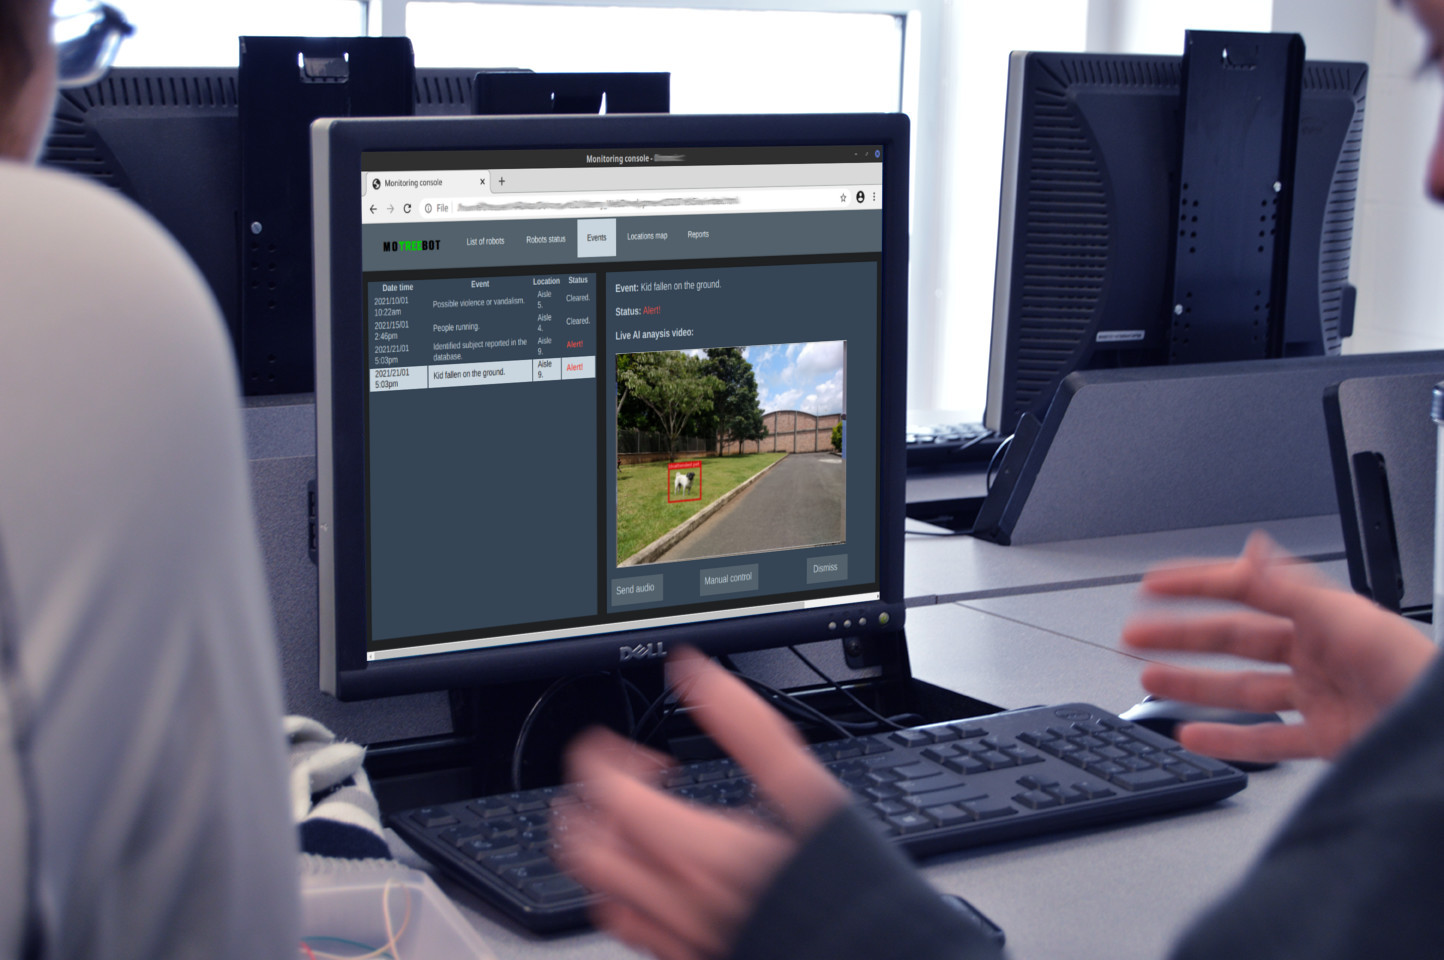 Monitoring console -
Monitoring console
File
MOTREEBOT
List of robots
Robots status
Events
Locations map
Reports
Date time Event Location Status
2021/10/01 10:22am Possible violence or vandalism. Aisle 5. Cleared.
2021/15/01 2:46pm People running. Aisle 4. Cleared.
2021/21/01 5:03pm Identified subject reported in the database. Aisle 9. Alert!
2021/21/01 5:03pm Kid fallen on the ground. Aisle 9. Alert!
Event: Kid fallen on the ground.
Status: Alert!
Live AI anaysis video:
Send audio
Manual control
Dismiss
DELL